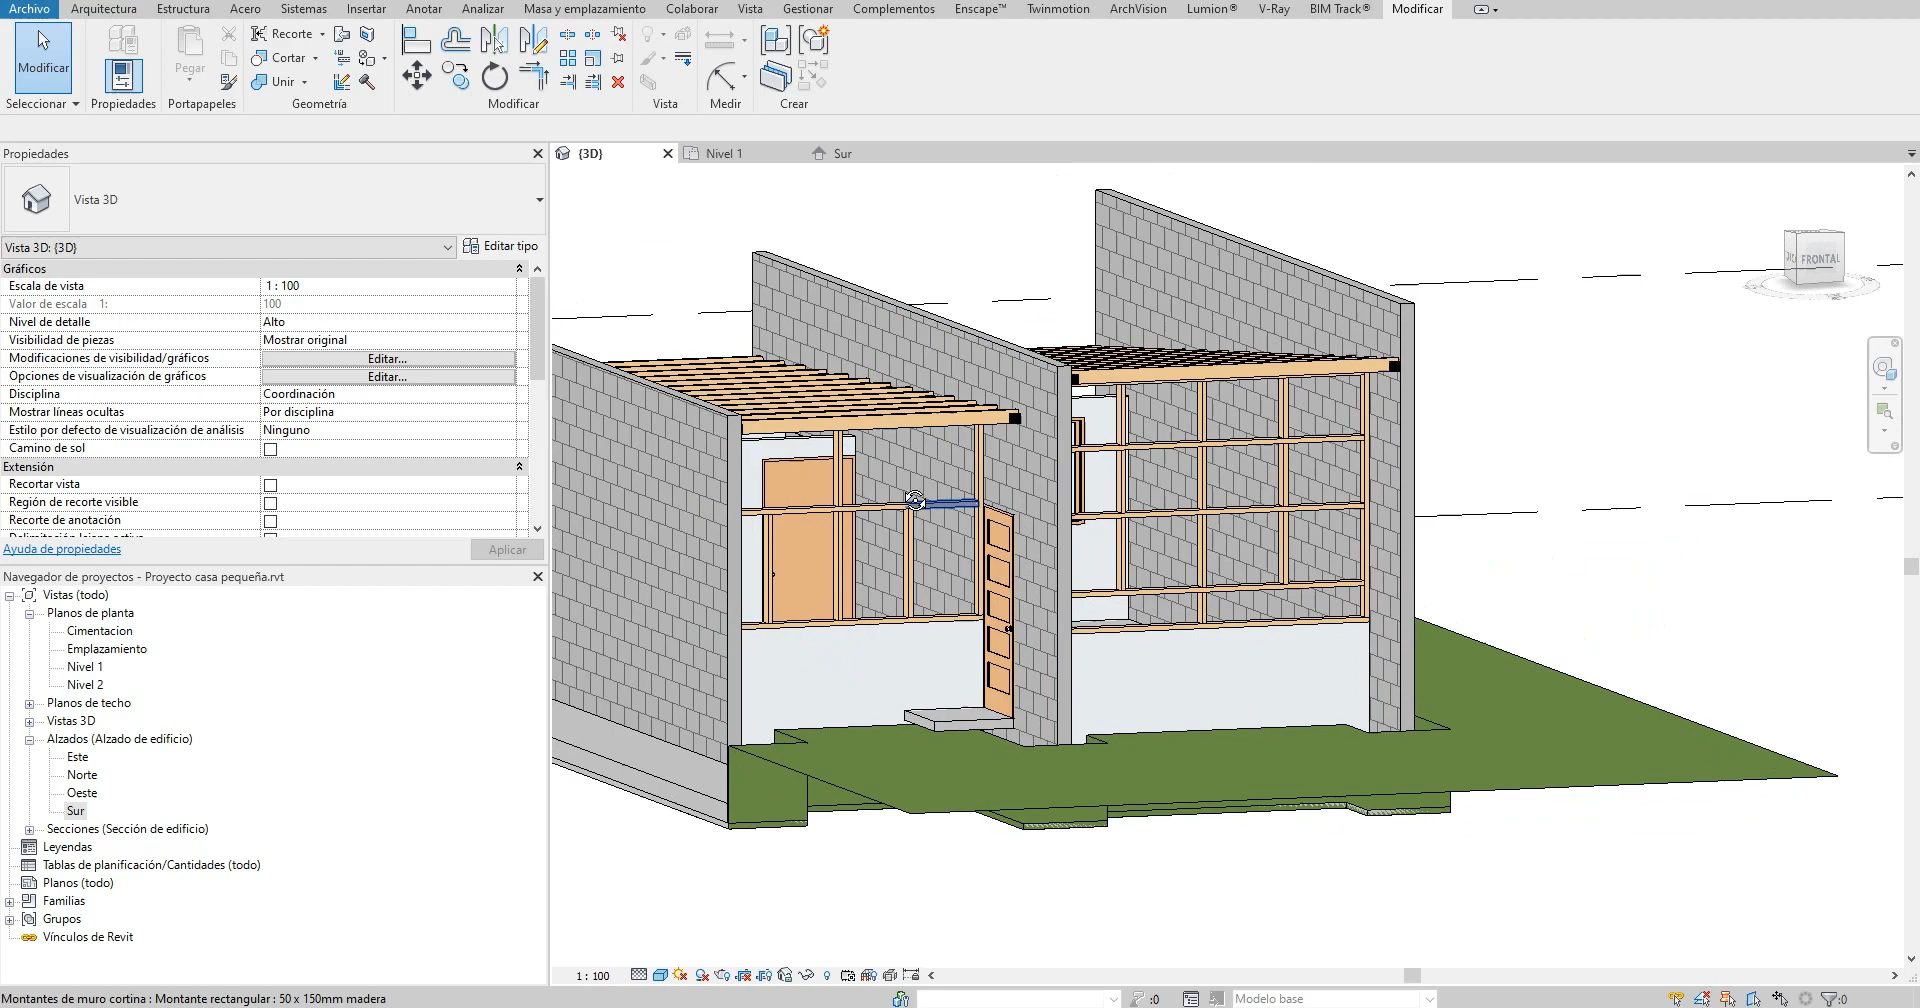 Archivo Arquitectura Estructura Acero Sistemas Insertar Anotar Analizar Masa y emplazamiento Colaborar Vista Gestionar Complementos Enscape™ Twinmotion ArchVision Lumion® V-Ray BIM Track® Modificar
Modificar
Pegar
Recorte
Cortar
Unir
Seleccionar Propiedades Portapapeles Geometría Modificar Vista Medir Crear
Propiedades
{3D} Nivel 1 Sur
Vista 3D
Vista 3D: {3D} Editar tipo
Gráficos
Escala de vista 1 : 100
Valor de escala 1: 100
Nivel de detalle Alto
Visibilidad de piezas Mostrar original
Modificaciones de visibilidad/gráficos Editar...
Opciones de visualización de gráficos Editar...
Disciplina Coordinación
Mostrar líneas ocultas Por disciplina
Estilo por defecto de visualización de análisis Ninguno
Camino de sol
Extensión
Recortar vista
Región de recorte visible
Recorte de anotación
Ayuda de propiedades Aplicar
Navegador de proyectos - Proyecto casa pequeña.rvt
Vistas (todo)
Planos de planta
Cimentacion
Emplazamiento
Nivel 1
Nivel 2
Planos de techo
Vistas 3D
Alzados (Alzado de edificio)
Este
Norte
Oeste
Sur
Secciones (Sección de edificio)
Leyendas
Tablas de planificación/Cantidades (todo)
Planos (todo)
Familias
Grupos
Vínculos de Revit
FRONTAL
1 : 100
Montantes de muro cortina : Montante rectangular : 50 x 150mm madera :0 Modelo base :0